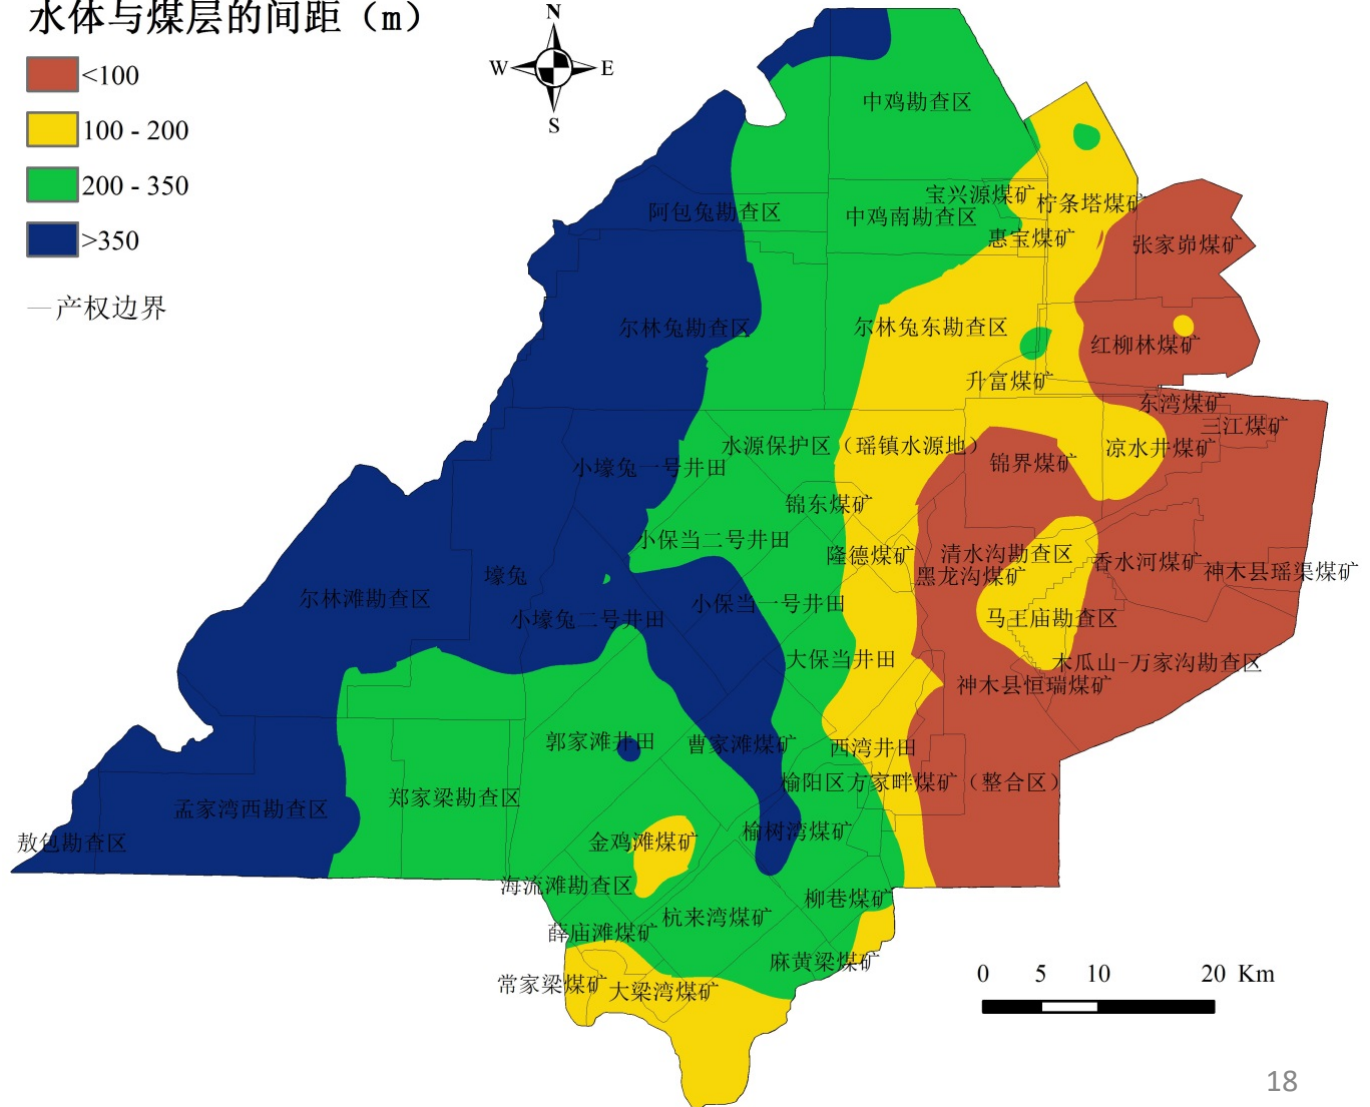 水体与煤层的间距（m）
<100
100 - 200
200 - 350
>350
产权边界
N
W
E
S
中鸡勘查区
宝兴源煤矿
柠条塔煤矿
阿包兔勘查区
中鸡南勘查区
惠宝煤矿
张家峁煤矿
尔林兔勘查区
尔林兔东勘查区
红柳林煤矿
升富煤矿
东湾煤矿
三江煤矿
水源保护区（瑶镇水源地）
凉水井煤矿
小壕兔一号井田
锦界煤矿
锦东煤矿
小保当二号井田
隆德煤矿
清水沟勘查区
香水河煤矿
神木县瑶渠煤矿
壕兔
黑龙沟煤矿
尔林滩勘查区
小保当一号井田
小壕兔二号井田
马王庙勘查区
大保当井田
木瓜山-万家沟勘查区
神木县恒瑞煤矿
郭家滩井田
曹家滩煤矿
西湾井田
榆阳区方家畔煤矿（整合区）
郑家梁勘查区
孟家湾西勘查区
敖包勘查区
金鸡滩煤矿
榆树湾煤矿
海流滩勘查区
柳巷煤矿
杭来湾煤矿
薛庙滩煤矿
麻黄梁煤矿
常家梁煤矿
大梁湾煤矿
0 5 10 20 Km
18